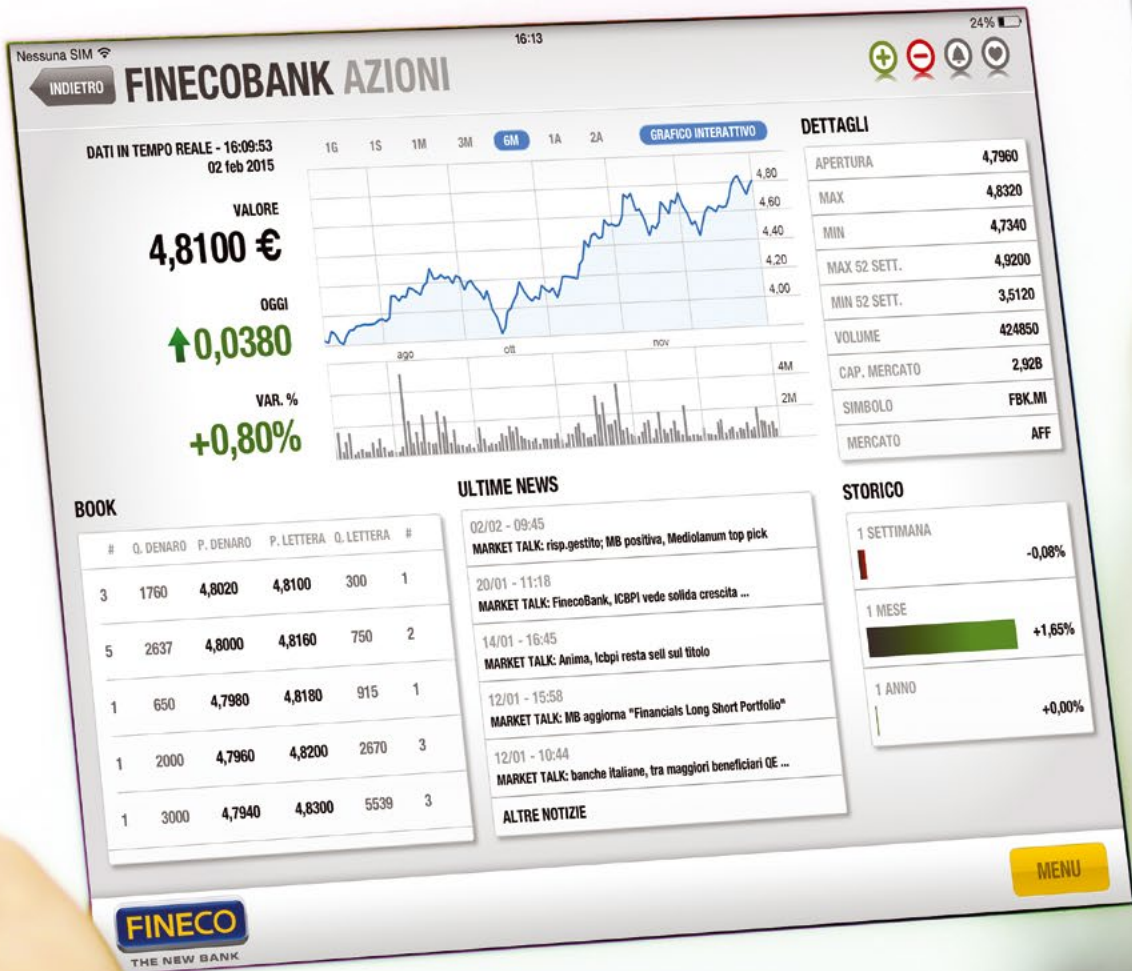 Nessuna SIM
16:13
24%
INDIETRO
FINECOBANK AZIONI
DATI IN TEMPO REALE - 16:09:53
02 feb 2015
VALORE
4,8100 €
OGGI
0,0380
VAR. %
+0,80%
1G 1S 1M 3M 6M 1A 2A GRAFICO INTERATTIVO
4,80
4,60
4,40
4,20
4,00
ago ott nov
4M
2M
DETTAGLI
APERTURA 4,7960
MAX 4,8320
MIN 4,7340
MAX 52 SETT. 4,9200
MIN 52 SETT. 3,5120
VOLUME 424850
CAP. MERCATO 2,92B
SIMBOLO FBK.MI
MERCATO AFF
BOOK
# Q. DENARO P. DENARO P. LETTERA Q. LETTERA #
3 1760 4,8020 4,8100 300 1
5 2637 4,8000 4,8160 750 2
1 650 4,7980 4,8180 915 1
1 2000 4,7960 4,8200 2670 3
1 3000 4,7940 4,8300 5539 3
ULTIME NEWS
02/02 - 09:45
MARKET TALK: risp.gestito; MB positiva, Mediolanum top pick
20/01 - 11:18
MARKET TALK: FinecoBank, ICBPI vede solida crescita ...
14/01 - 16:45
MARKET TALK: Anima, Icbpi resta sell sul titolo
12/01 - 15:58
MARKET TALK: MB aggiorna "Financials Long Short Portfolio"
12/01 - 10:44
MARKET TALK: banche italiane, tra maggiori beneficiari QE ...
ALTRE NOTIZIE
STORICO
1 SETTIMANA
-0,08%
1 MESE
+1,65%
1 ANNO
+0,00%
FINECO
THE NEW BANK
MENU